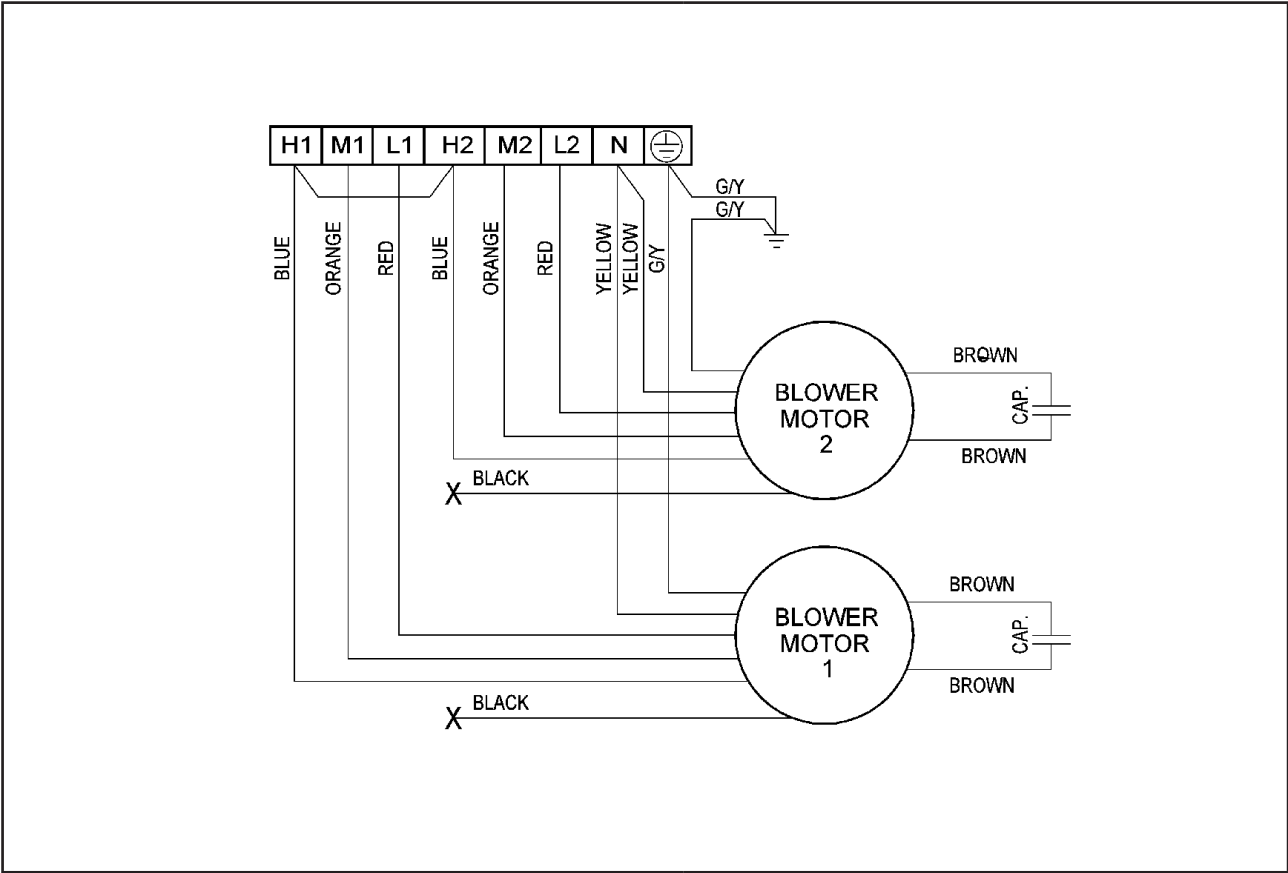 H1 M1 L1 H2 M2 L2 N
G/Y
G/Y
BLUE
ORANGE
RED
BLUE
ORANGE
RED
YELLOW
YELLOW
G/Y
BLOWER
MOTOR
2
BROWN
CAP.
BROWN
X BLACK
BLOWER
MOTOR
1
BROWN
CAP.
BROWN
X BLACK